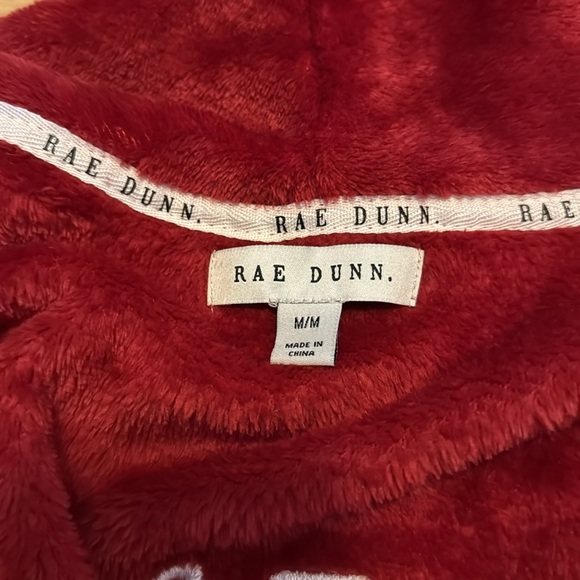 RAE DUNN.
RAE DUNN.
RAE
RAE DUNN.
M/M
MADE IN
CHINA